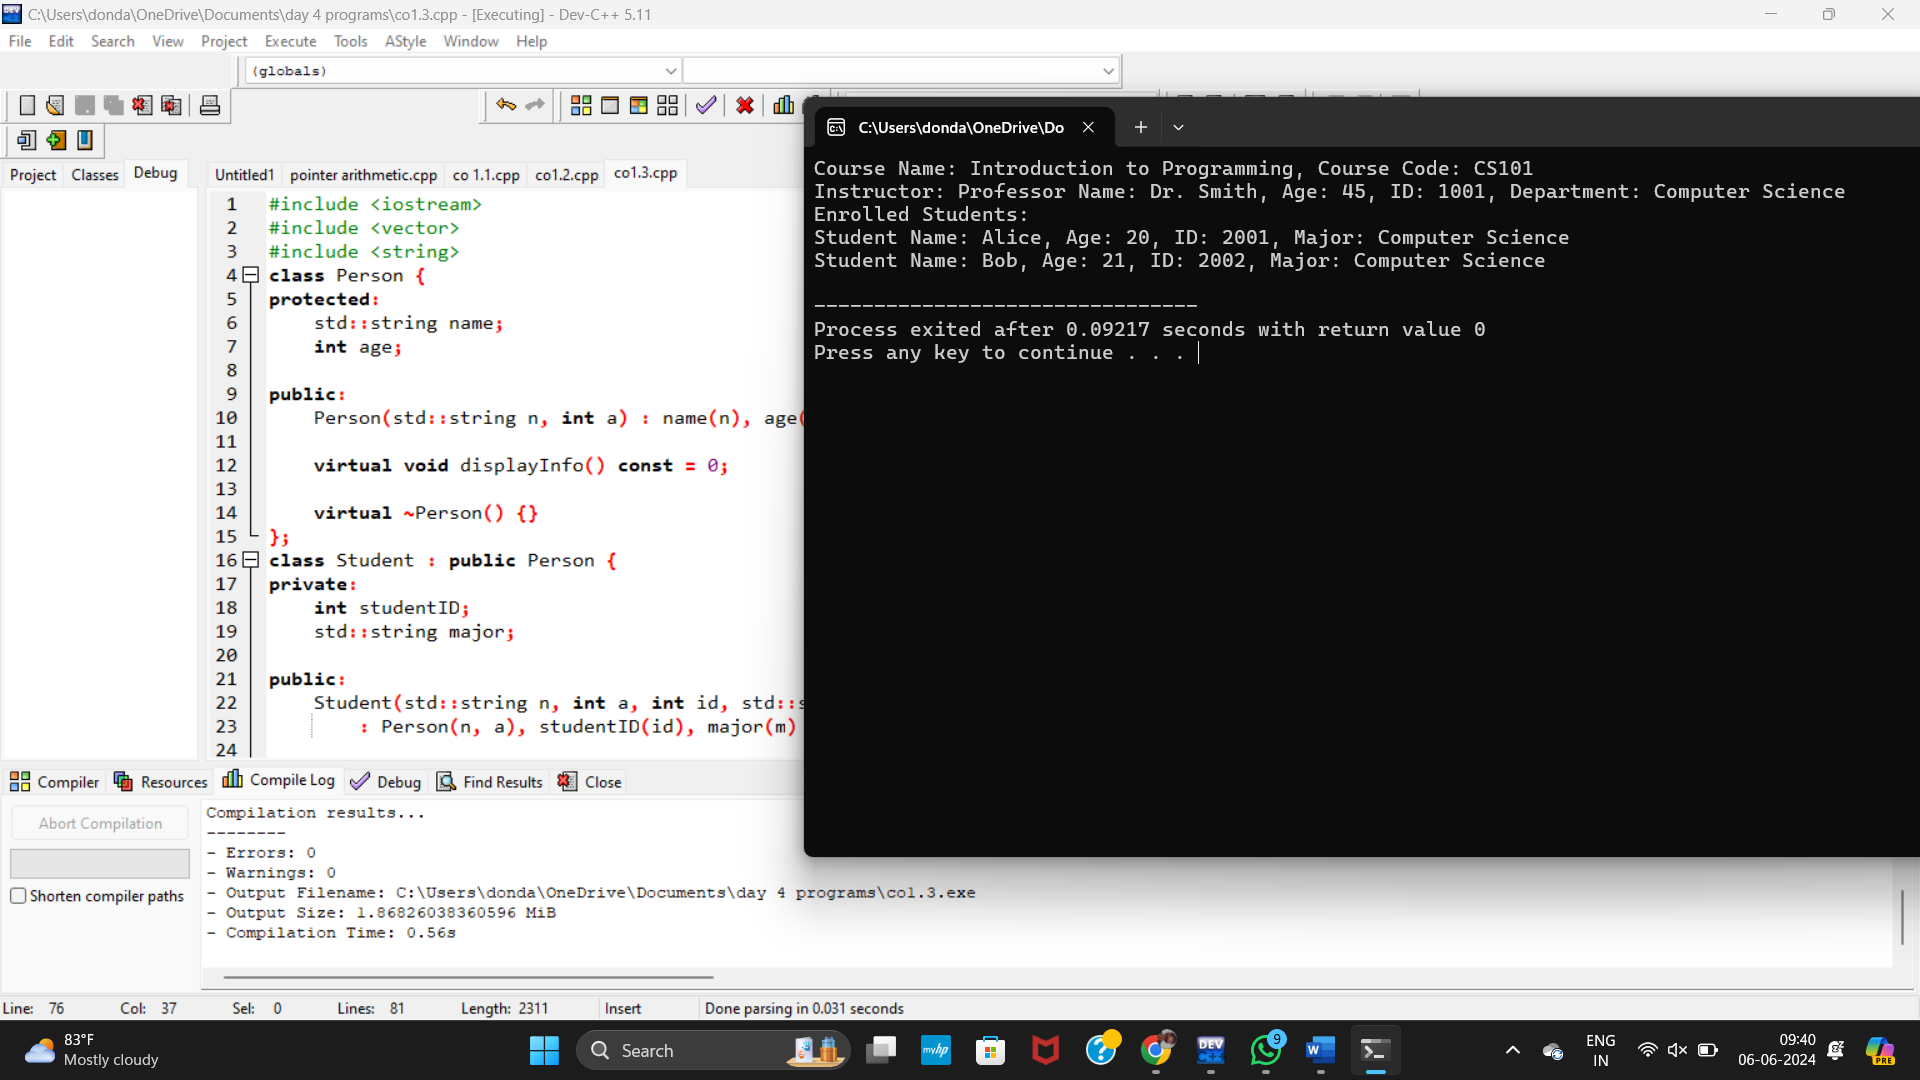 C:\Users\donda\OneDrive\Documents\day 4 programs\co1.3.cpp - [Executing] - Dev-C++ 5.11
File Edit Search View Project Execute Tools AStyle Window Help
(globals)
Project Classes Debug
Untitled1 pointer arithmetic.cpp co 1.1.cpp co1.2.cpp co1.3.cpp
1 #include <iostream>
2 #include <vector>
3 #include <string>
4 class Person {
5 protected:
6 std::string name;
7 int age;
8
9 public:
10 Person(std::string n, int a) : name(n), age(
11
12 virtual void displayInfo() const = 0;
13
14 virtual ~Person() {}
15 };
16 class Student : public Person {
17 private:
18 int studentID;
19 std::string major;
20
21 public:
22 Student(std::string n, int a, int id, std::s
23 : Person(n, a), studentID(id), major(m)
24
C:\Users\donda\OneDrive\Do
Course Name: Introduction to Programming, Course Code: CS101
Instructor: Professor Name: Dr. Smith, Age: 45, ID: 1001, Department: Computer Science
Enrolled Students:
Student Name: Alice, Age: 20, ID: 2001, Major: Computer Science
Student Name: Bob, Age: 21, ID: 2002, Major: Computer Science
--------------------------------
Process exited after 0.09217 seconds with return value 0
Press any key to continue . . .
Compiler Resources Compile Log Debug Find Results Close
Abort Compilation
Shorten compiler paths
Compilation results...
--------
- Errors: 0
- Warnings: 0
- Output Filename: C:\Users\donda\OneDrive\Documents\day 4 programs\co1.3.exe
- Output Size: 1.86826038360596 MiB
- Compilation Time: 0.56s
Line: 76 Col: 37 Sel: 0 Lines: 81 Length: 2311 Insert Done parsing in 0.031 seconds
83°F
Mostly cloudy
Search
myhp
DEV
9
W
ENG
IN
09:40
06-06-2024
PRE